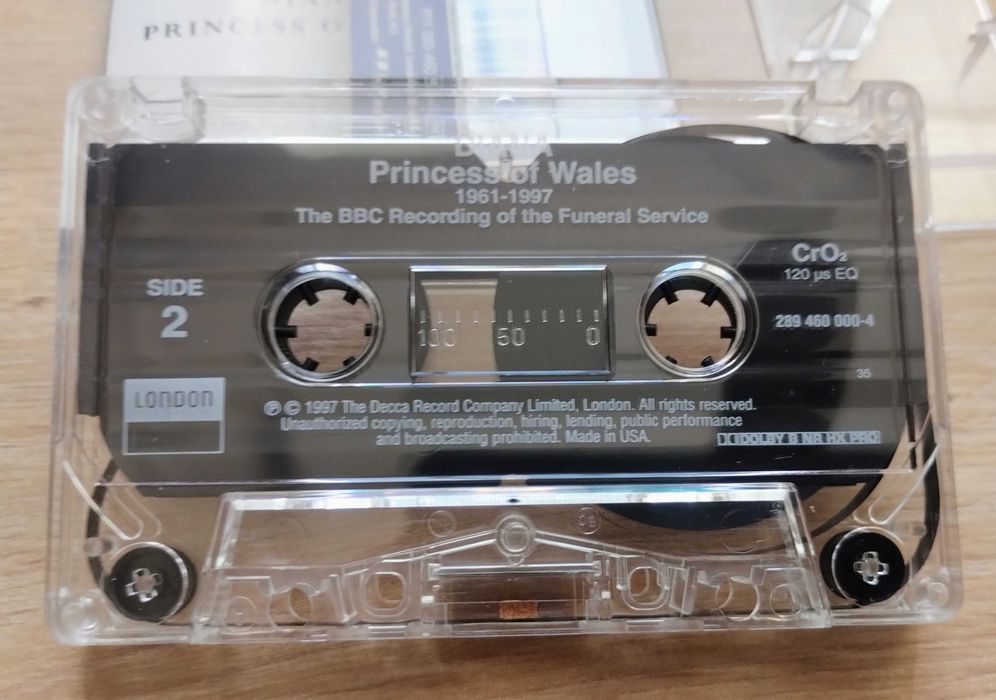 PRINCESS O
Princess of Wales
1961-1997
The BBC Recording of the Funeral Service
SIDE
2
CrO₂
120 µs EQ
289 460 000-4
35
100 50 0
LONDON
℗ © 1997 The Decca Record Company Limited, London. All rights reserved.
Unauthorized copying, reproduction, hiring, lending, public performance
and broadcasting prohibited. Made in USA.
DOLBY B NR HX PRO